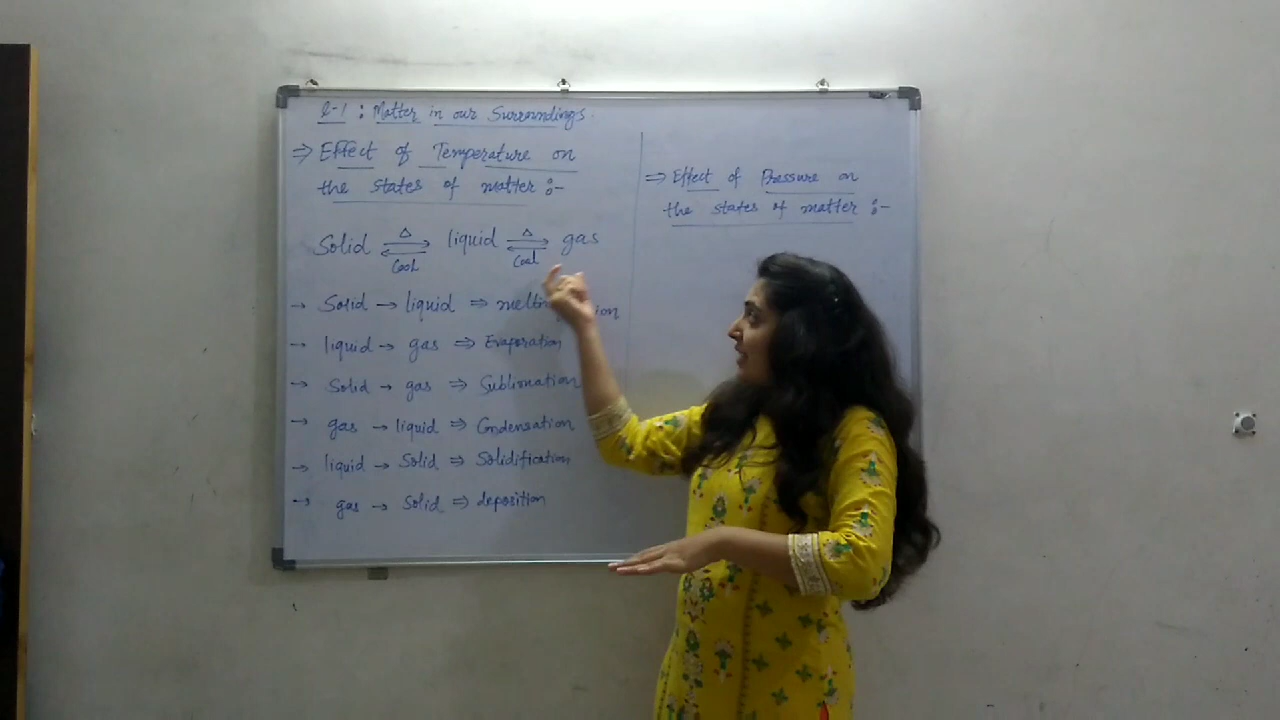 l-1 : Matter in our Surroundings.
⇒ Effect of Temperature on
the states of matter :-
Solid ⇌ liquid ⇌ gas
Δ Δ
Cool Cool
→ Solid → liquid ⇒
→ liquid → gas ⇒ Evaporation
→ Solid → gas ⇒ Sublimation
→ gas → liquid ⇒ Condensation
→ liquid → Solid ⇒ Solidification
→ gas → Solid ⇒ deposition
⇒ Effect of Pressure on
the states of matter :-